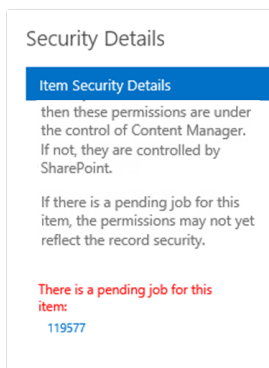 Security Details
Item Security Details
then these permissions are under
the control of Content Manager.
If not, they are controlled by
SharePoint.
If there is a pending job for this
item, the permissions may not yet
reflect the record security.
There is a pending job for this
item:
119577